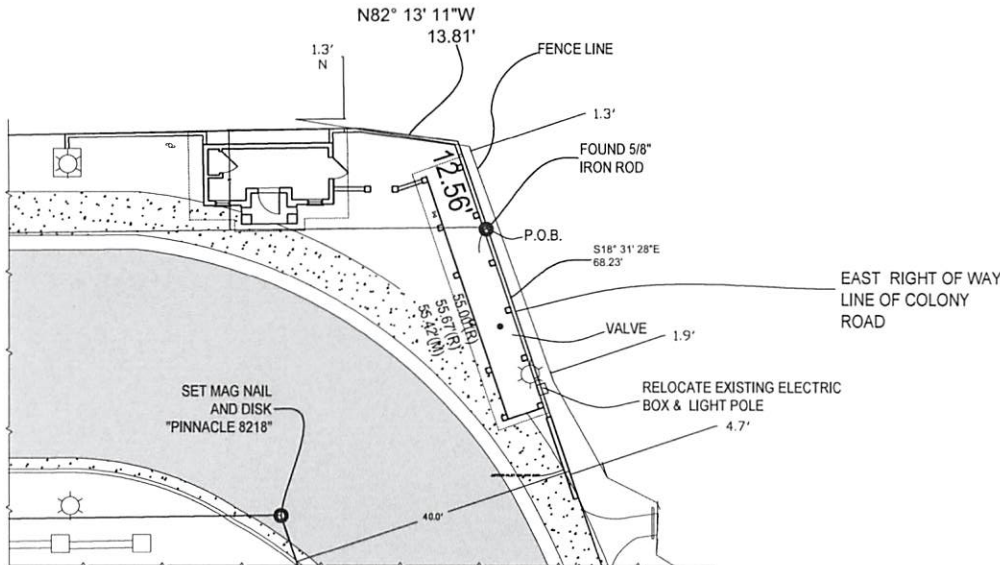 N82° 13' 11"W
13.81'
1.3'
N
FENCE LINE
1.3'
FOUND 5/8"
IRON ROD
12.56'
P.O.B.
S18° 31' 28"E
68.23'
EAST RIGHT OF WAY
LINE OF COLONY
ROAD
55.00'(R)
55.67'(R)
55.42'(M)
VALVE
1.9'
SET MAG NAIL
AND DISK
"PINNACLE 8218"
RELOCATE EXISTING ELECTRIC
BOX & LIGHT POLE
4.7'
40.0'